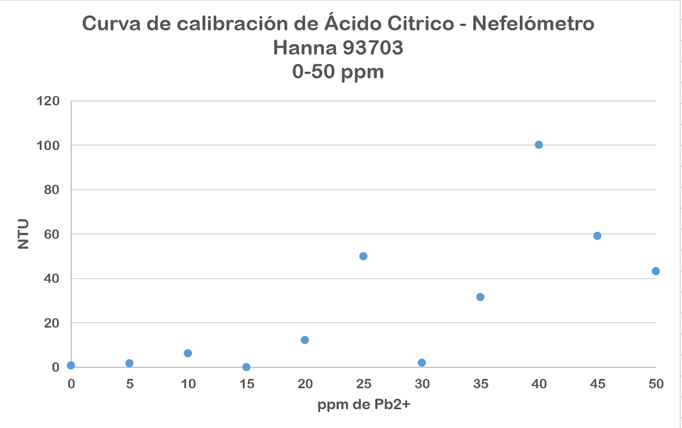 Curva de calibración de Ácido Citrico - Nefelómetro
Hanna 93703
0-50 ppm
120
100
80
60
40
20
0
NTU
0 5 10 15 20 25 30 35 40 45 50
ppm de Pb2+